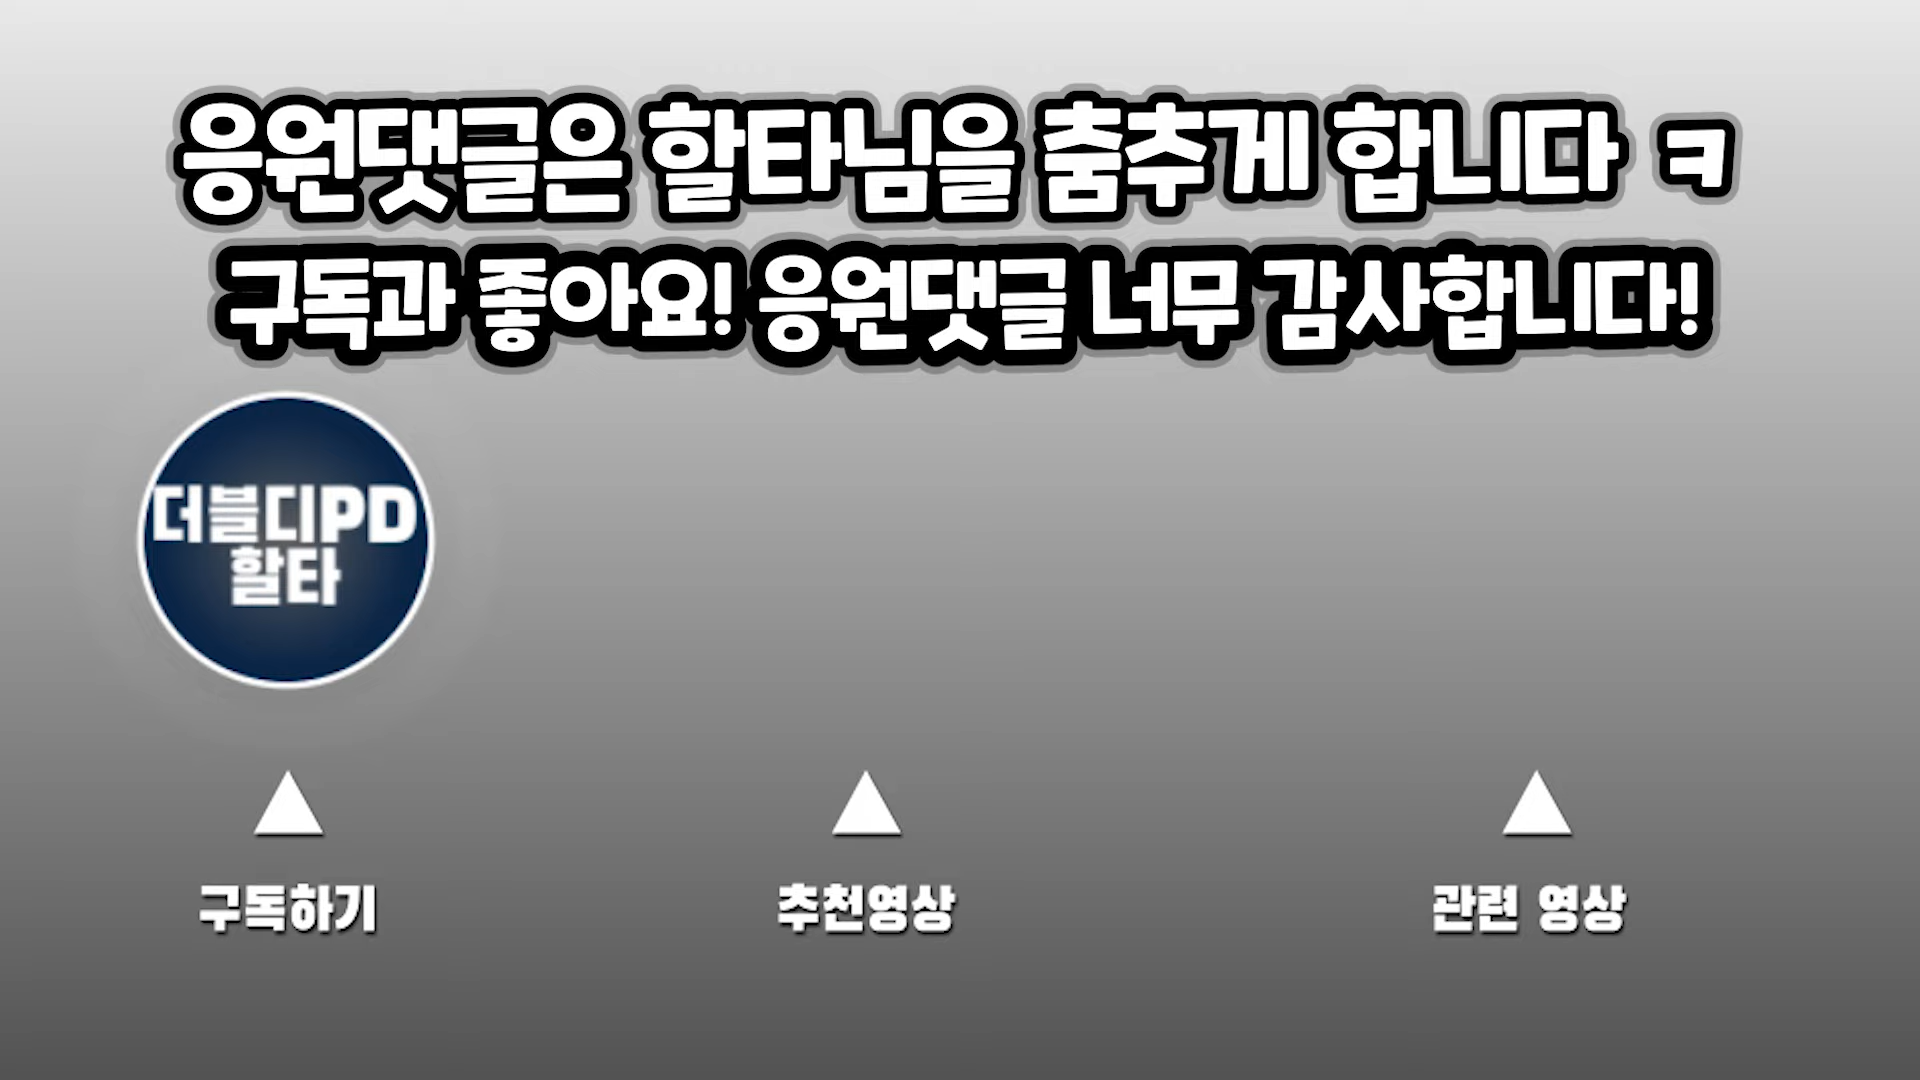 응원댓글은 할타님을 춤추게 합니다 ㅋ
구독과 좋아요! 응원댓글 너무 감사합니다!
더블디PD
할타
구독하기
추천영상
관련 영상